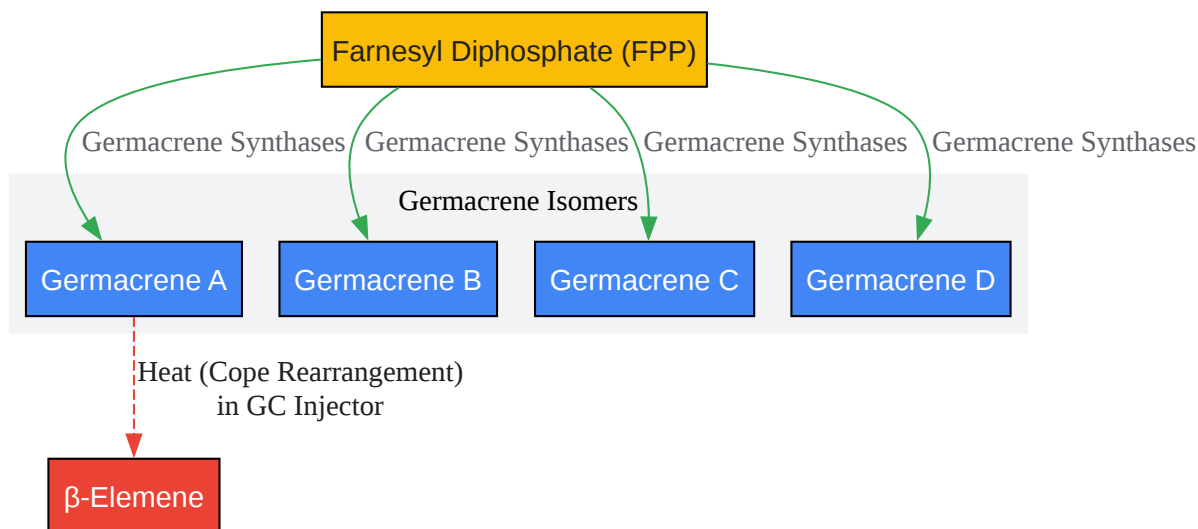 Farnesyl Diphosphate (FPP)
Germacrene Synthases
Germacrene Synthases
Germacrene Synthases
Germacrene Synthases
Germacrene Isomers
Germacrene A
Germacrene B
Germacrene C
Germacrene D
Heat (Cope Rearrangement)
in GC Injector
β-Elemene